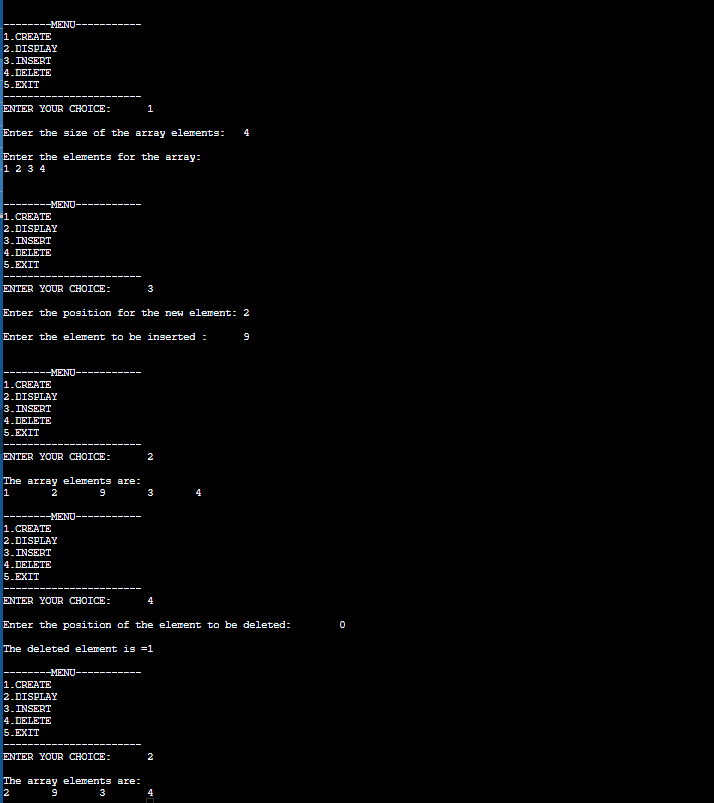 --------MENU-----------
1.CREATE
2.DISPLAY
3.INSERT
4.DELETE
5.EXIT
-----------------------
ENTER YOUR CHOICE:      1
Enter the size of the array elements:   4
Enter the elements for the array:
1 2 3 4
--------MENU-----------
1.CREATE
2.DISPLAY
3.INSERT
4.DELETE
5.EXIT
-----------------------
ENTER YOUR CHOICE:      3
Enter the position for the new element: 2
Enter the element to be inserted :      9
--------MENU-----------
1.CREATE
2.DISPLAY
3.INSERT
4.DELETE
5.EXIT
-----------------------
ENTER YOUR CHOICE:      2
The array elements are:
1       2       9       3       4
--------MENU-----------
1.CREATE
2.DISPLAY
3.INSERT
4.DELETE
5.EXIT
-----------------------
ENTER YOUR CHOICE:      4
Enter the position of the element to be deleted:        0
The deleted element is =1
--------MENU-----------
1.CREATE
2.DISPLAY
3.INSERT
4.DELETE
5.EXIT
-----------------------
ENTER YOUR CHOICE:      2
The array elements are:
2       9       3       4